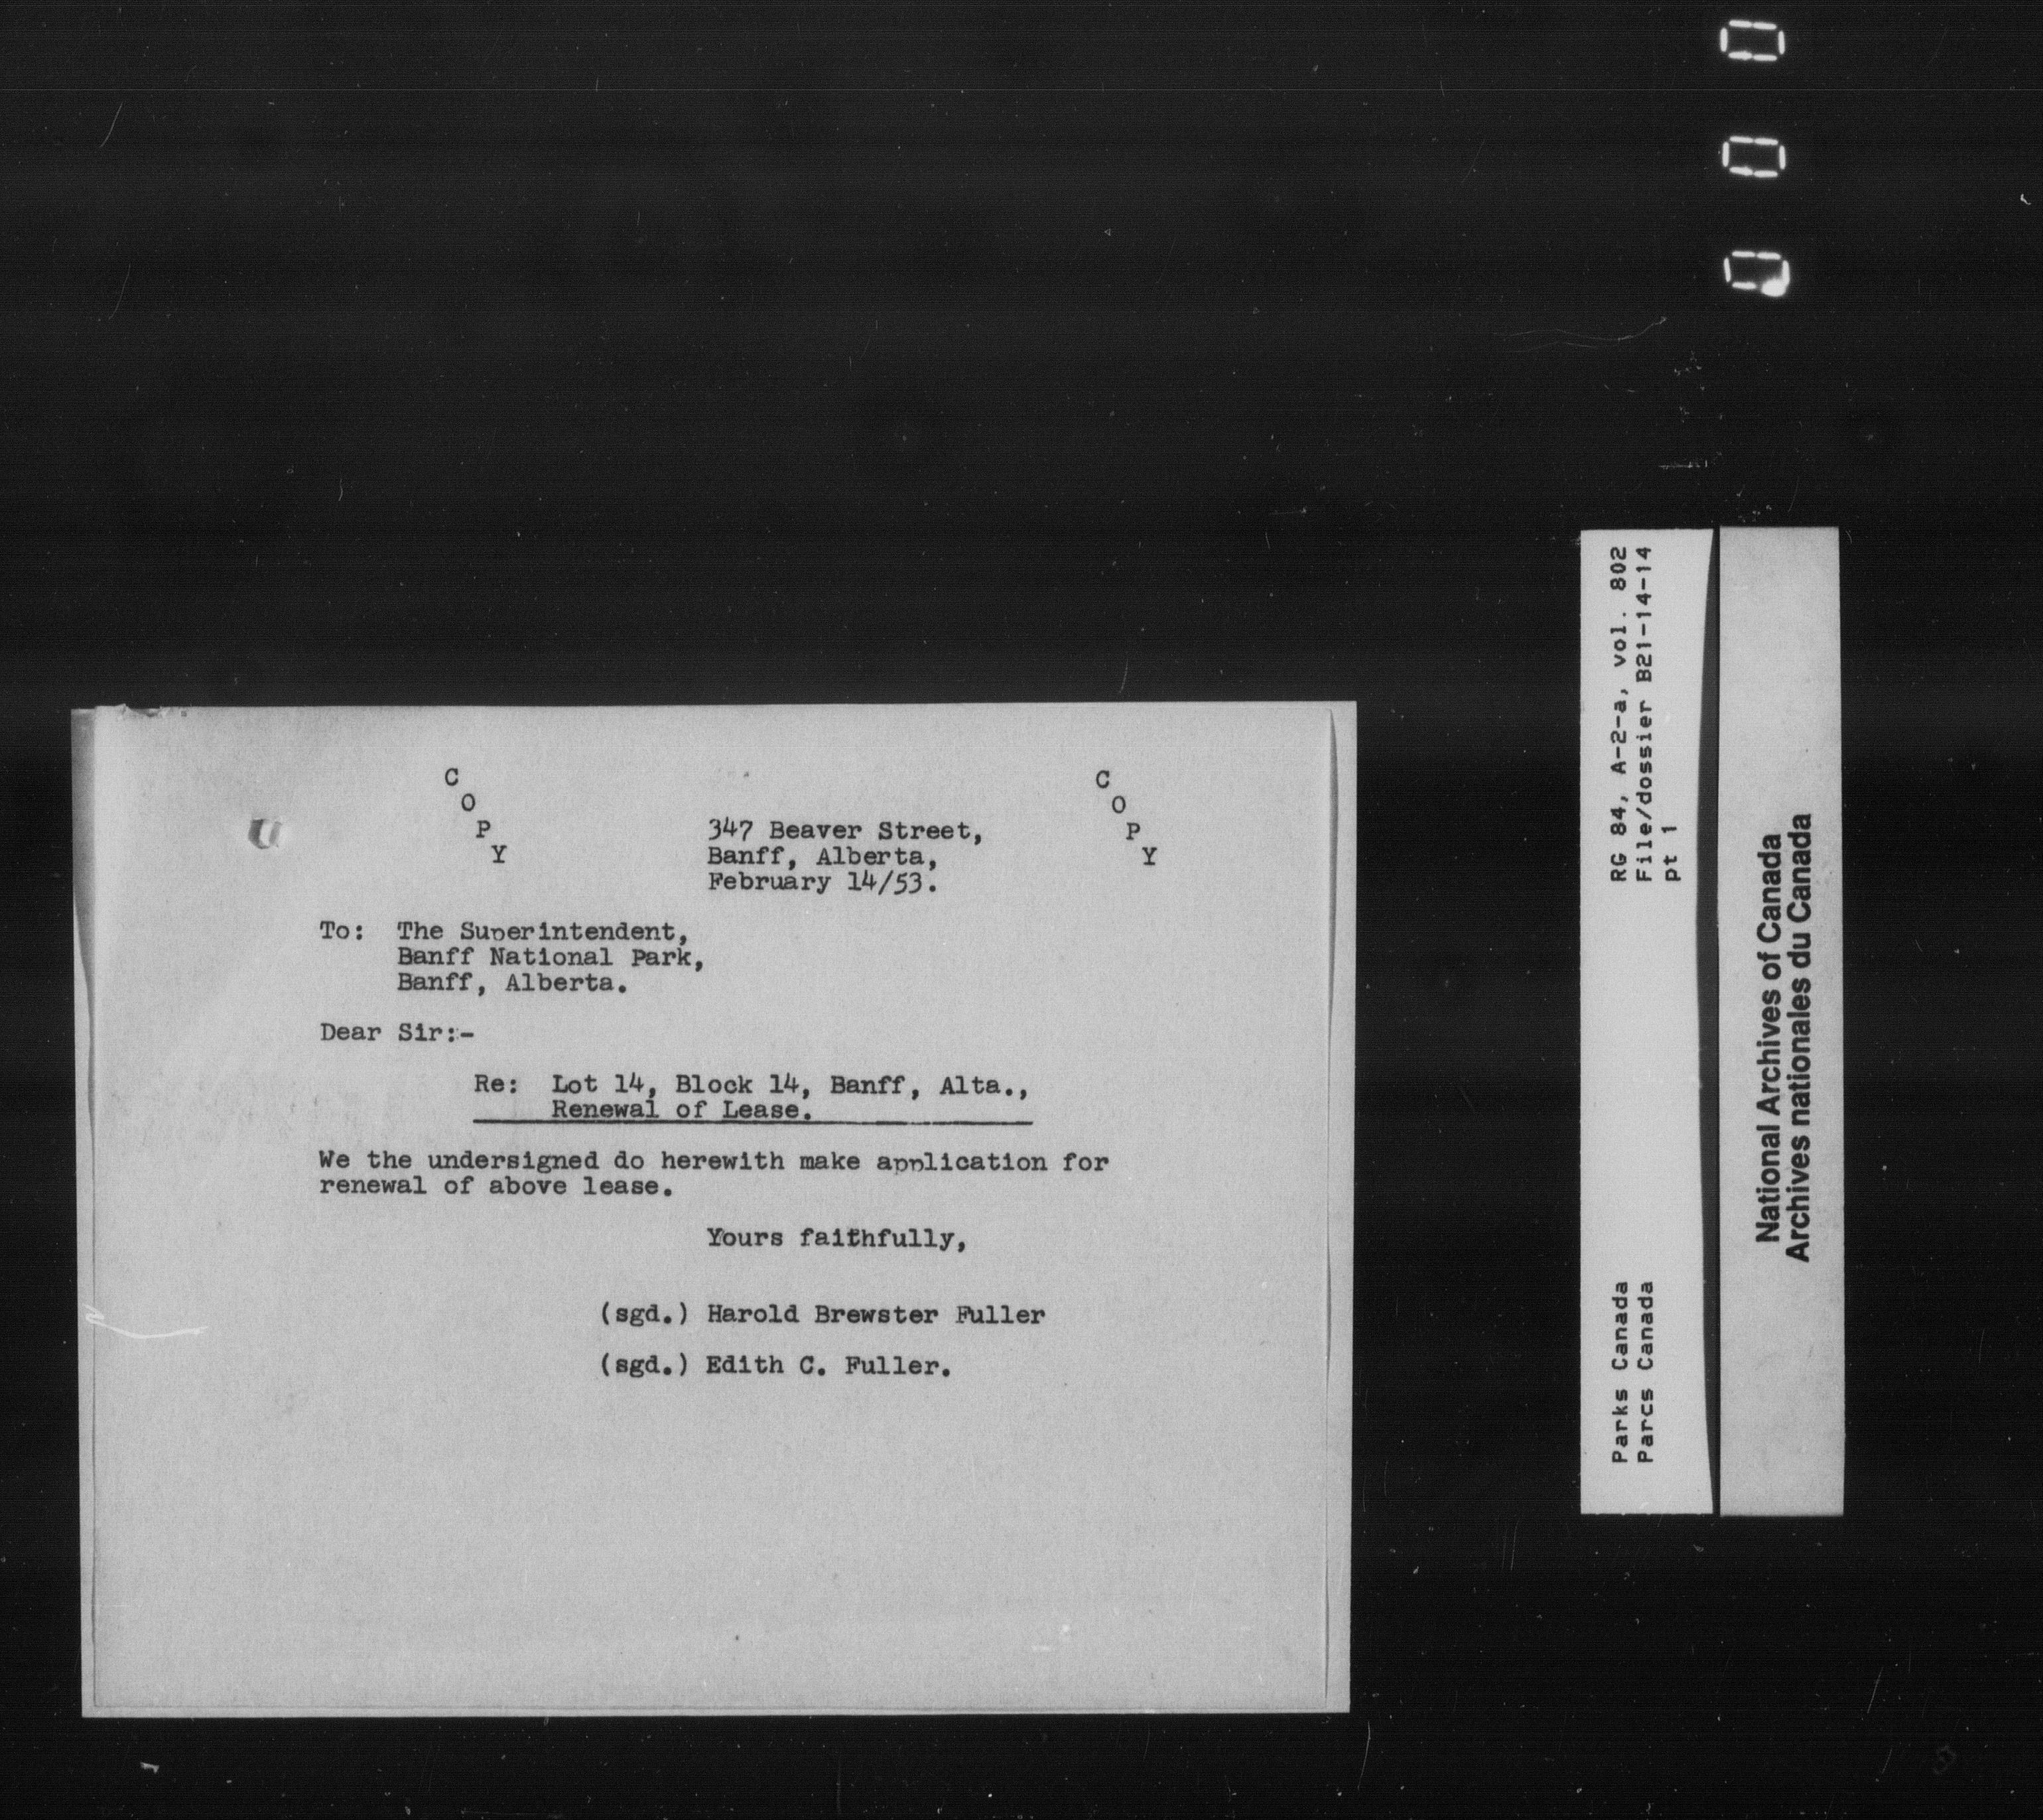 C O P Y
C O P Y
347 Beaver Street,
Banff, Alberta,
February 14/53.
To: The Superintendent,
Banff National Park,
Banff, Alberta.
Dear Sir:-
Re: Lot 14, Block 14, Banff, Alta.,
Renewal of Lease.
We the undersigned do herewith make application for
renewal of above lease.
Yours faithfully,
(sgd.) Harold Brewster Fuller
(sgd.) Edith C. Fuller.
Parks Canada
Parcs Canada
RG 84, A-2-a, vol. 802
File/dossier B21-14-14
pt 1
National Archives of Canada
Archives nationales du Canada